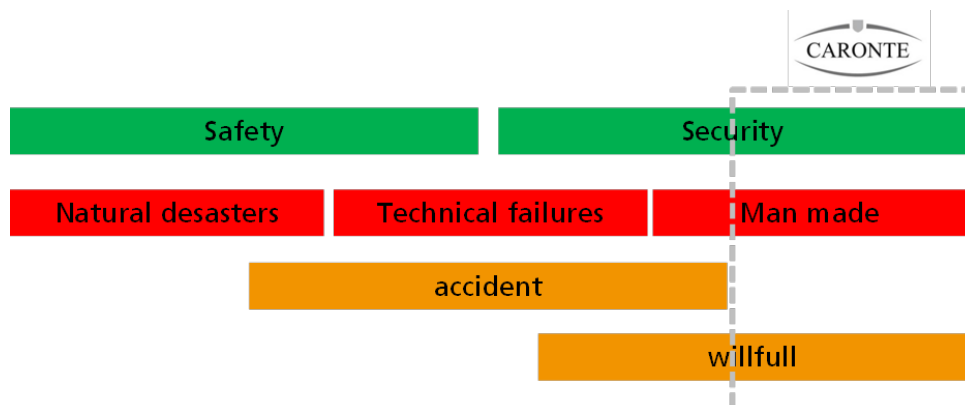 CARONTE
Safety
Security
Natural desasters
Technical failures
Man made
accident
willfull